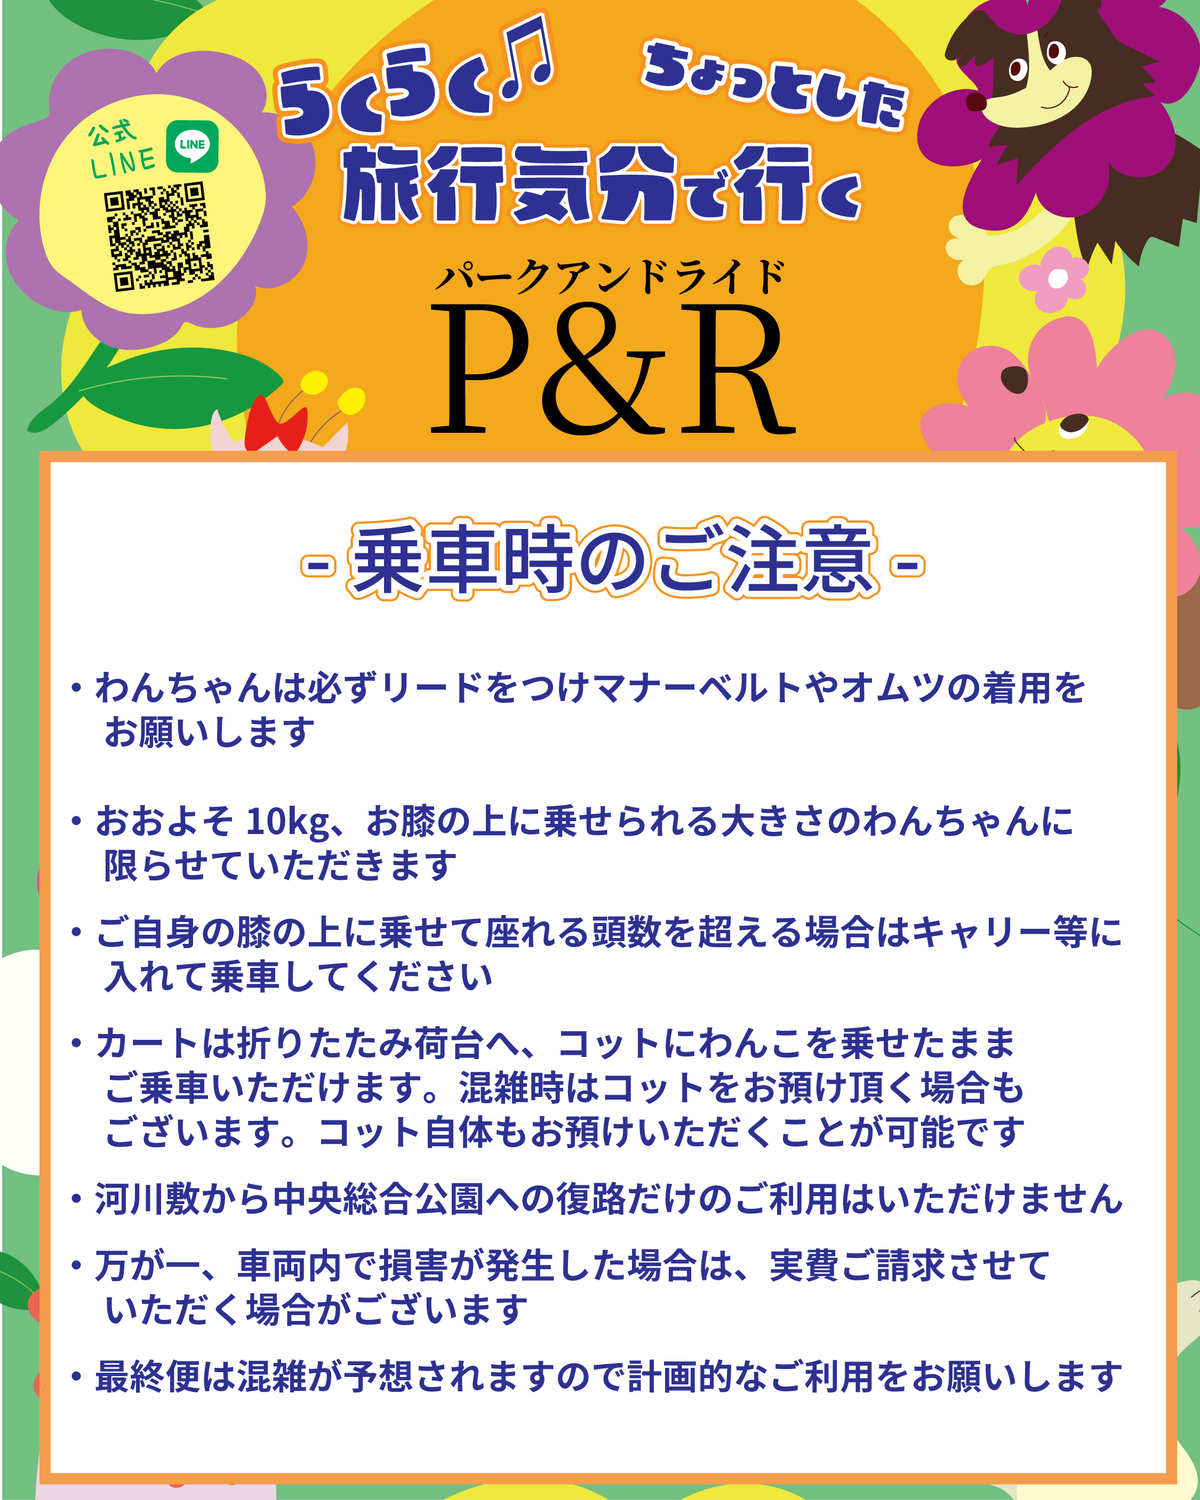 らくらく♫ ちょっとした
旅行気分で行く
公式
LINE
LINE
パークアンドライド
P&R
- 乗車時のご注意 -
・わんちゃんは必ずリードをつけマナーベルトやオムツの着用を
お願いします
・おおよそ 10kg、お膝の上に乗せられる大きさのわんちゃんに
限らせていただきます
・ご自身の膝の上に乗せて座れる頭数を超える場合はキャリー等に
入れて乗車してください
・カートは折りたたみ荷台へ、コットにわんこを乗せたまま
ご乗車いただけます。混雑時はコットをお預け頂く場合も
ございます。コット自体もお預けいただくことが可能です
・河川敷から中央総合公園への復路だけのご利用はいただけません
・万が一、車両内で損害が発生した場合は、実費ご請求させて
いただく場合がございます
・最終便は混雑が予想されますので計画的なご利用をお願いします